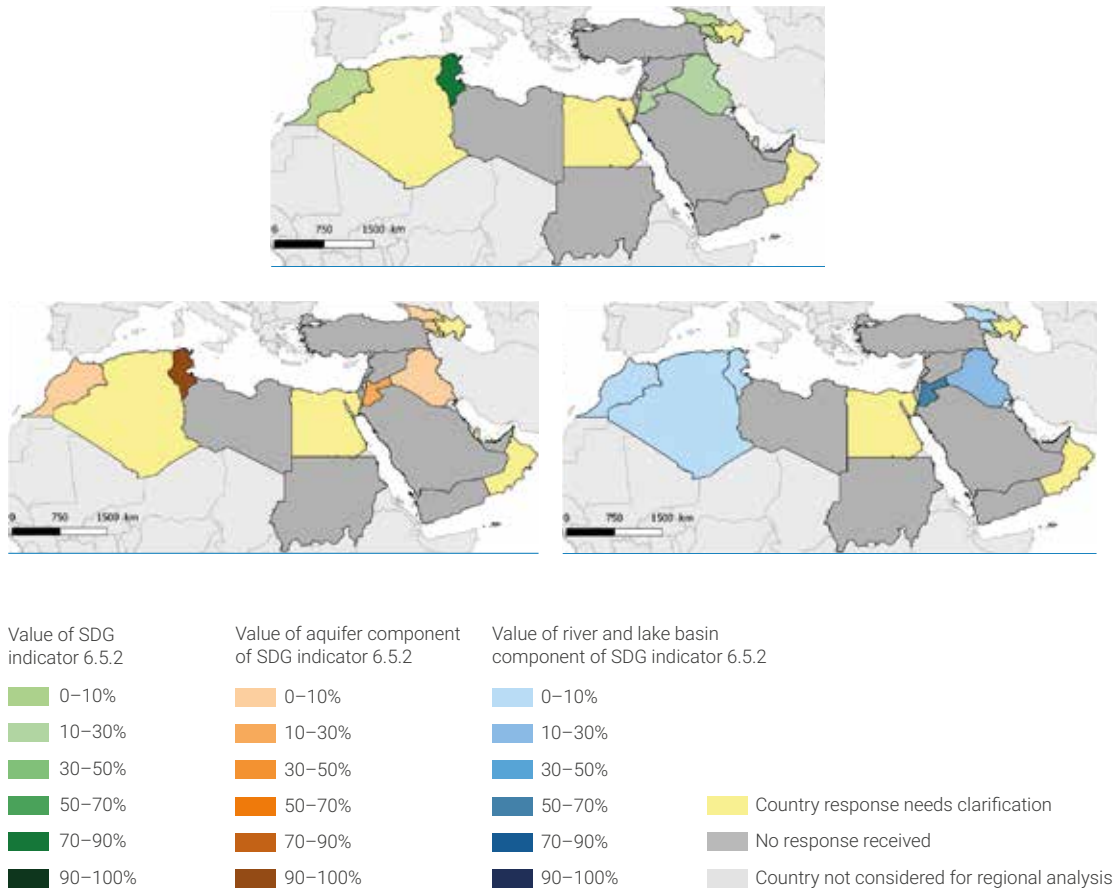 0 750 1500 km
0 750 1500 km
0 750 1500 km
Value of SDG
indicator 6.5.2
0–10%
10–30%
30–50%
50–70%
70–90%
90–100%
Value of aquifer component
of SDG indicator 6.5.2
0–10%
10–30%
30–50%
50–70%
70–90%
90–100%
Value of river and lake basin
component of SDG indicator 6.5.2
0–10%
10–30%
30–50%
50–70%
70–90%
90–100%
Country response needs clarification
No response received
Country not considered for regional analysis